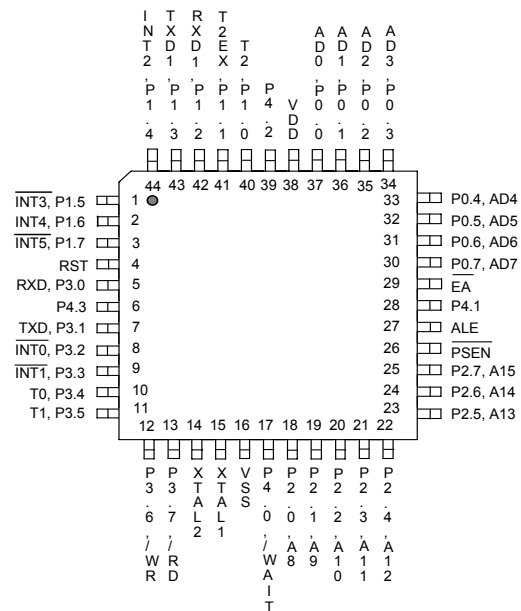 INT2, P1.4
TXD1, P1.3
RXD1, P1.2
T2EX, P1.1
T2, P1.0
P4.2
VDD
AD0, P0.0
AD1, P0.1
AD2, P0.2
AD3, P0.3
44 43 42 41 40 39 38 37 36 35 34
INT3, P1.5 1
INT4, P1.6 2
INT5, P1.7 3
RST 4
RXD, P3.0 5
P4.3 6
TXD, P3.1 7
INT0, P3.2 8
INT1, P3.3 9
T0, P3.4 10
T1, P3.5 11
33 P0.4, AD4
32 P0.5, AD5
31 P0.6, AD6
30 P0.7, AD7
29 EA
28 P4.1
27 ALE
26 PSEN
25 P2.7, A15
24 P2.6, A14
23 P2.5, A13
12 13 14 15 16 17 18 19 20 21 22
P3.6, /WR
P3.7, /RD
XTAL2
XTAL1
VSS
P4.0, /WAIT
P2.0, A8
P2.1, A9
P2.2, A10
P2.3, A11
P2.4, A12